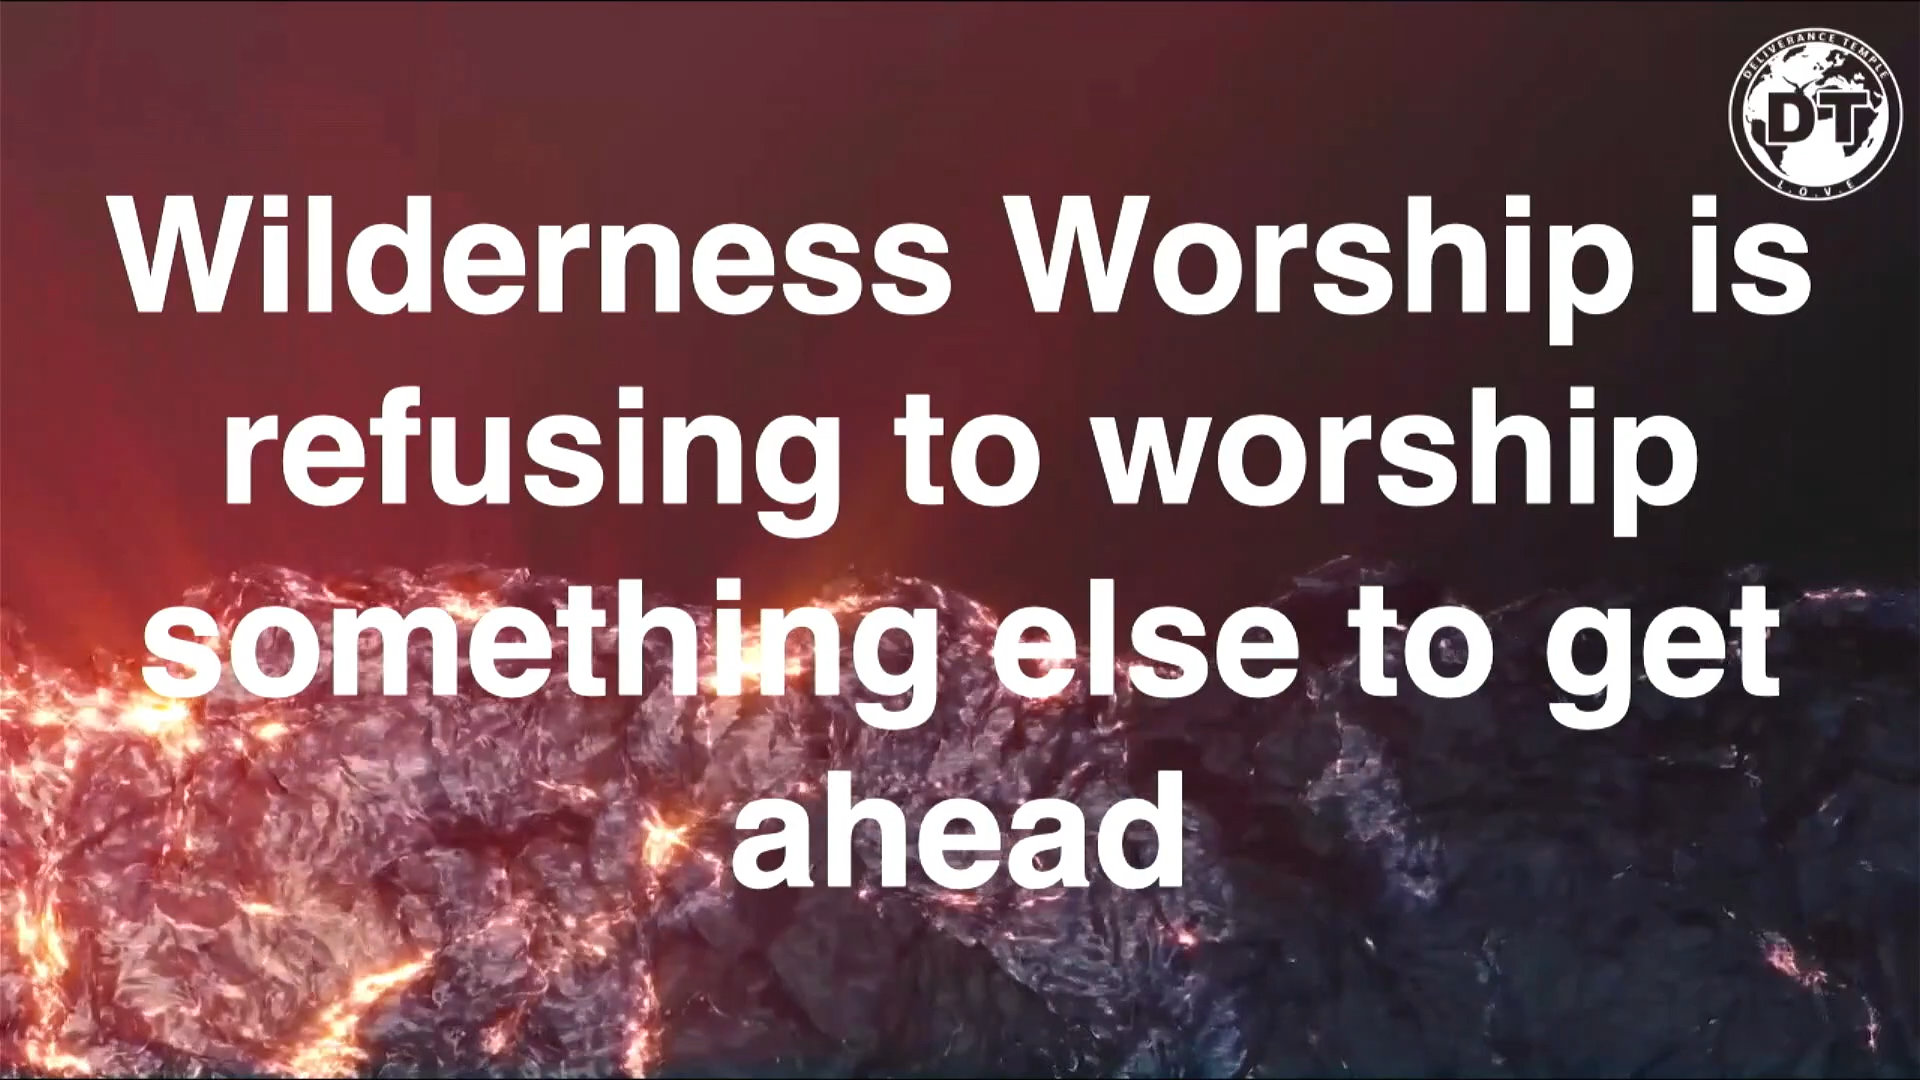 DELIVERANCE TEMPLE
DT
L.O.V.E
Wilderness Worship is
refusing to worship
something else to get
ahead